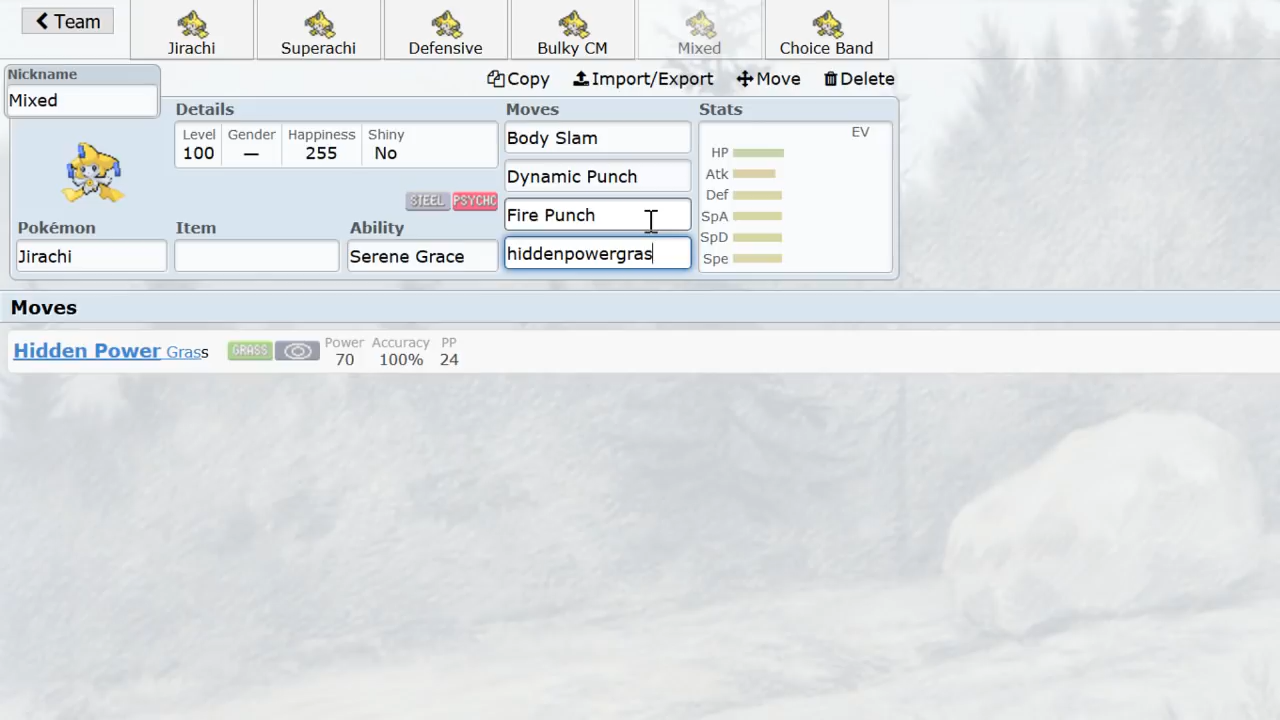 Team
Jirachi
Superachi
Defensive
Bulky CM
Mixed
Choice Band
Nickname
Mixed
Copy
Import/Export
Move
Delete
Details
Level
100
Gender
—
Happiness
255
Shiny
No
STEEL PSYCHC
Pokémon
Jirachi
Item
Ability
Serene Grace
Moves
Body Slam
Dynamic Punch
Fire Punch
hiddenpowergras
Stats
EV
HP
Atk
Def
SpA
SpD
Spe
Moves
Hidden Power Grass
GRASS
Power
70
Accuracy
100%
PP
24